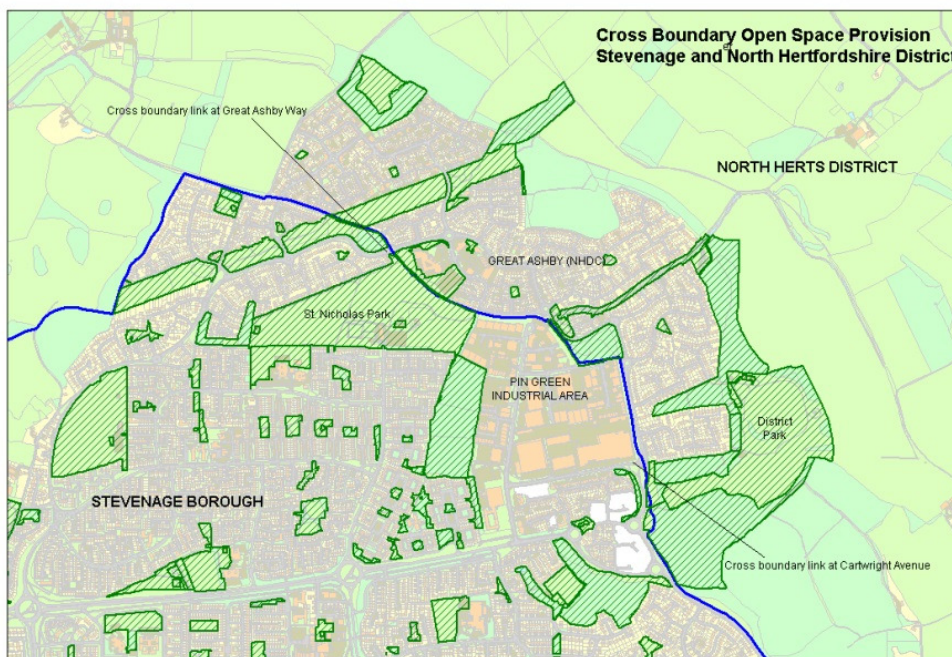 Cross Boundary Open Space Provision
Stevenage and North Hertfordshire District
Cross boundary link at Great Ashby Way
NORTH HERTS DISTRICT
GREAT ASHBY (NHDC)
St. Nicholas Park
PIN GREEN
INDUSTRIAL AREA
District
Park
STEVENAGE BOROUGH
Cross boundary link at Cartwright Avenue